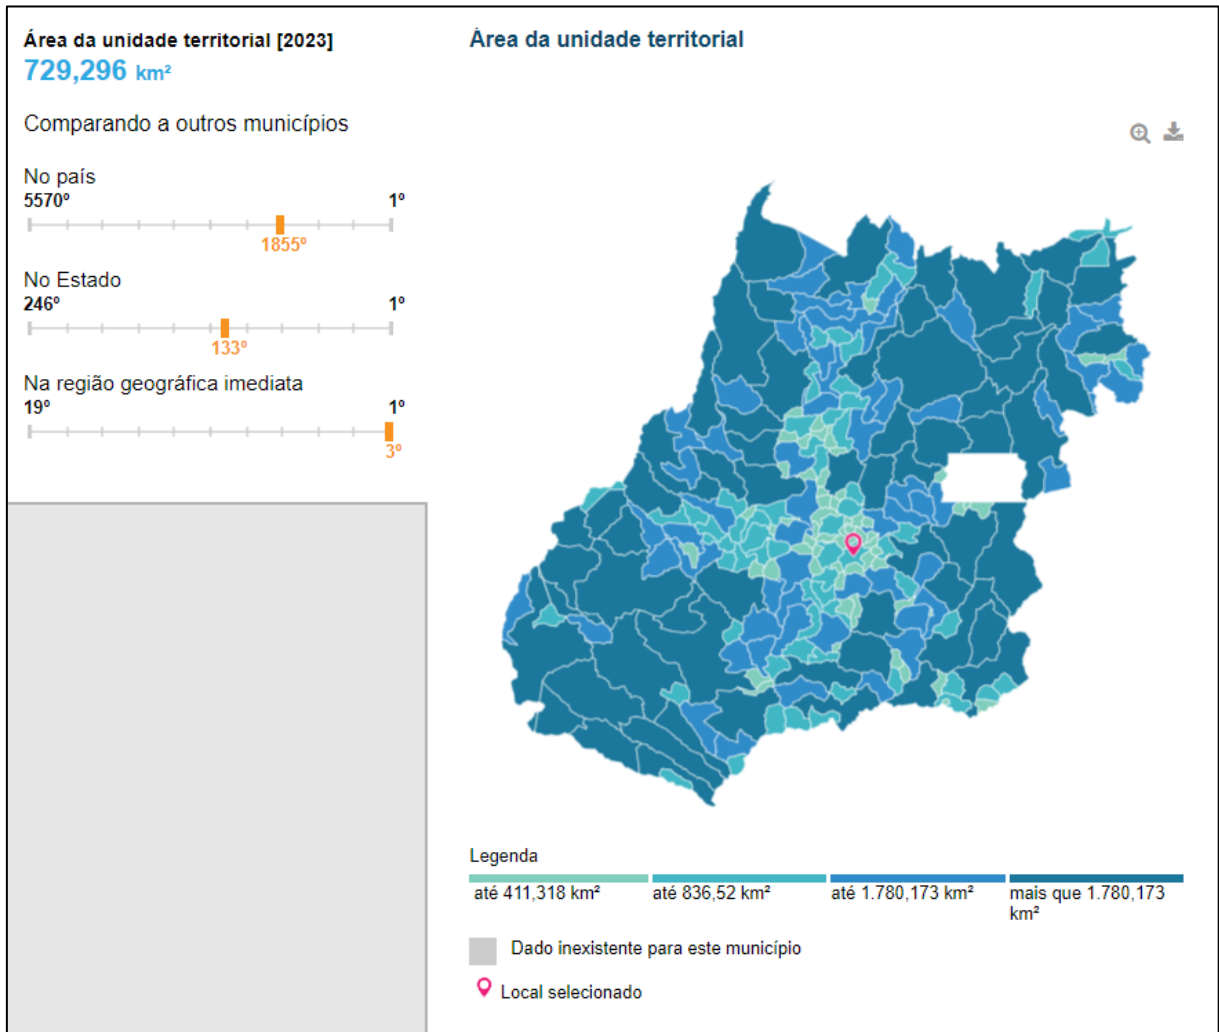 Área da unidade territorial [2023]
729,296 km²
Comparando a outros municípios
No país
5570º 1º
1855º
No Estado
246º 1º
133º
Na região geográfica imediata
19º 1º
3º
Área da unidade territorial
Legenda
até 411,318 km² até 836,52 km² até 1.780,173 km² mais que 1.780,173
km²
Dado inexistente para este município
Local selecionado